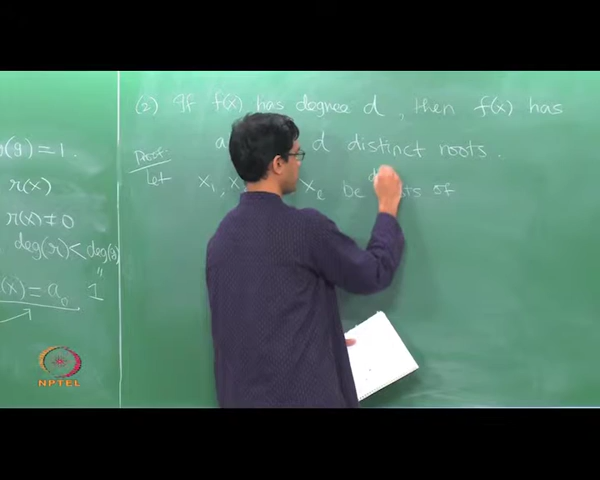 g) = 1.
r(x)
r(x) ≠ 0
deg(r) < deg(g)
"
(x) = a₀ 1
(2) If f(x) has degree d, then f(x) has
d distinct roots.
Proof:
Let x₁, x_ℓ be of
NPTEL